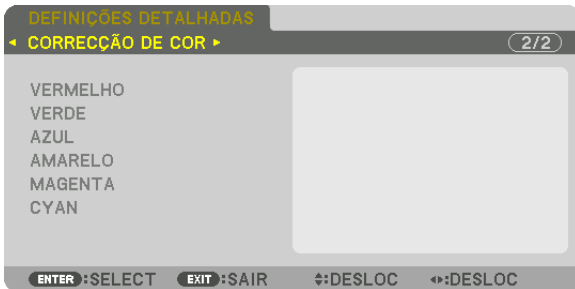 DEFINIÇÕES DETALHADAS
CORRECÇÃO DE COR
2/2
VERMELHO
VERDE
AZUL
AMARELO
MAGENTA
CYAN
ENTER :SELECT EXIT :SAIR :DESLOC :DESLOC